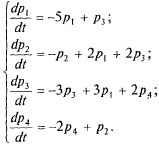 dp₁/dt = −5p₁ + p₃;
dp₂/dt = −p₂ + 2p₁ + 2p₃;
dp₃/dt = −3p₃ + 3p₁ + 2p₄;
dp₄/dt = −2p₄ + p₂.